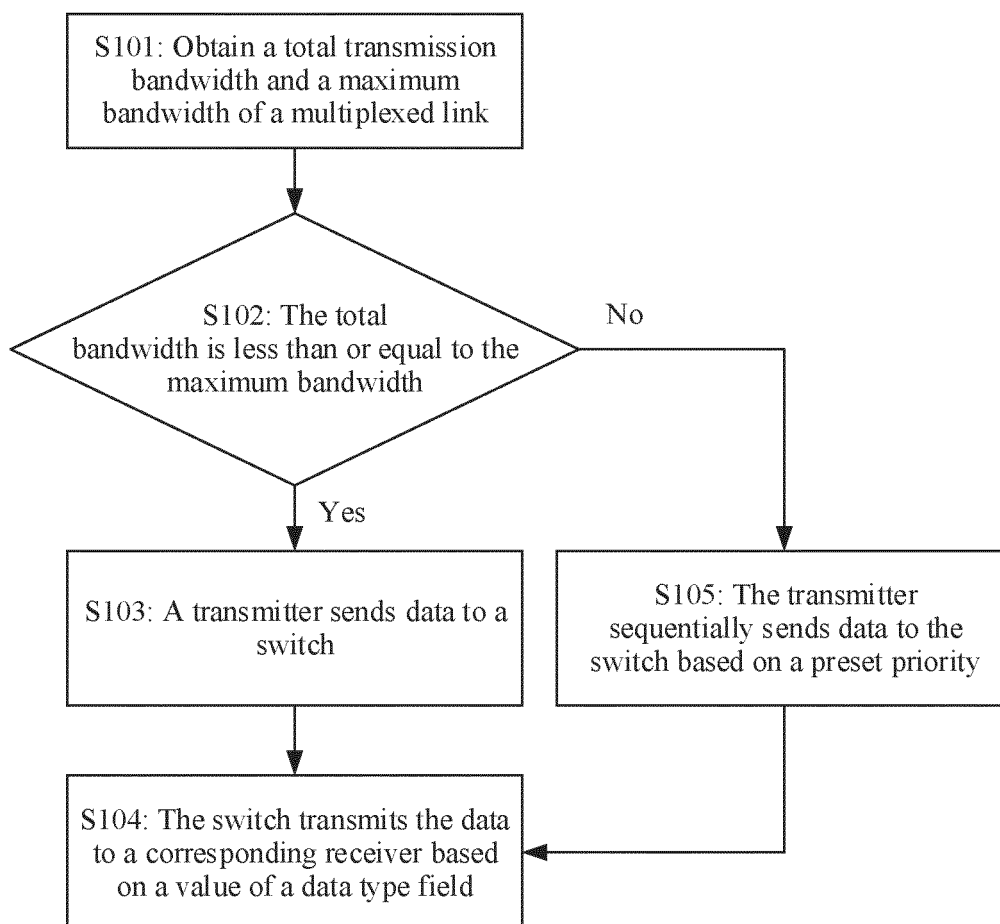 S101: Obtain a total transmission
bandwidth and a maximum
bandwidth of a multiplexed link
S102: The total
bandwidth is less than or equal to the
maximum bandwidth
No
Yes
S103: A transmitter sends data to a
switch
S105: The transmitter
sequentially sends data to the
switch based on a preset priority
S104: The switch transmits the data
to a corresponding receiver based
on a value of a data type field